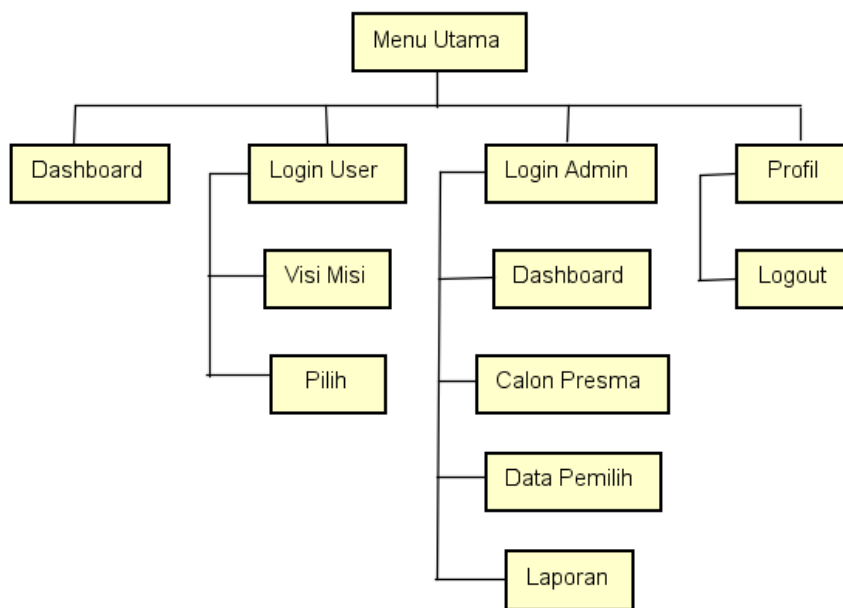 Menu Utama
Dashboard
Login User
Login Admin
Profil
Visi Misi
Dashboard
Logout
Pilih
Calon Presma
Data Pemilih
Laporan